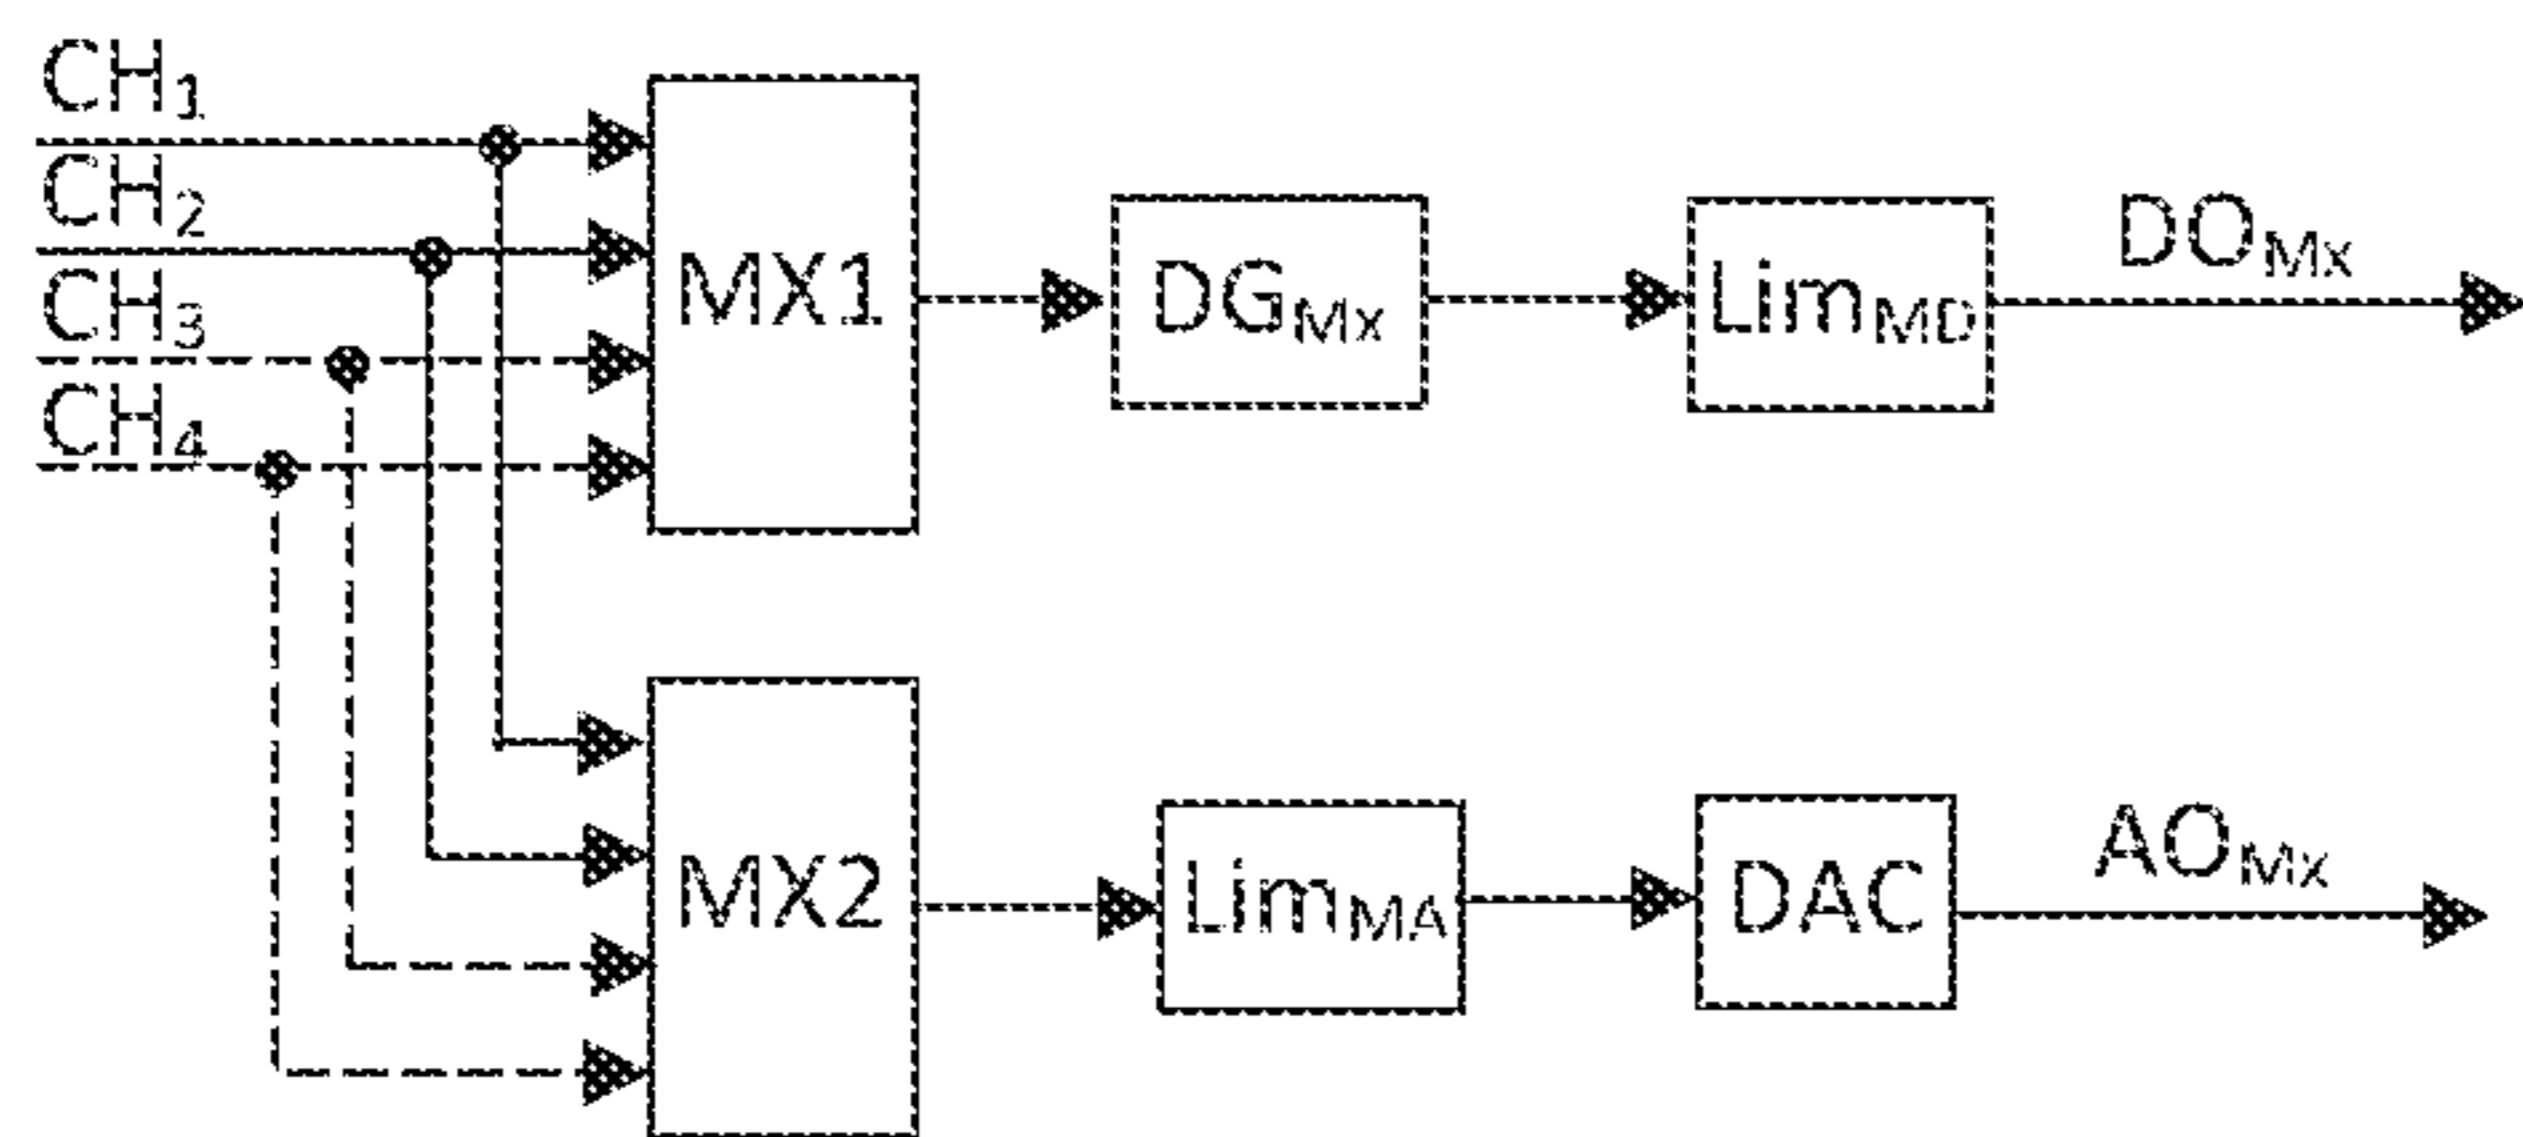 CH1
CH2
CH3
CH4
MX1
DGMx
LimMD
DOMx
MX2
LimMA
DAC
AOMx